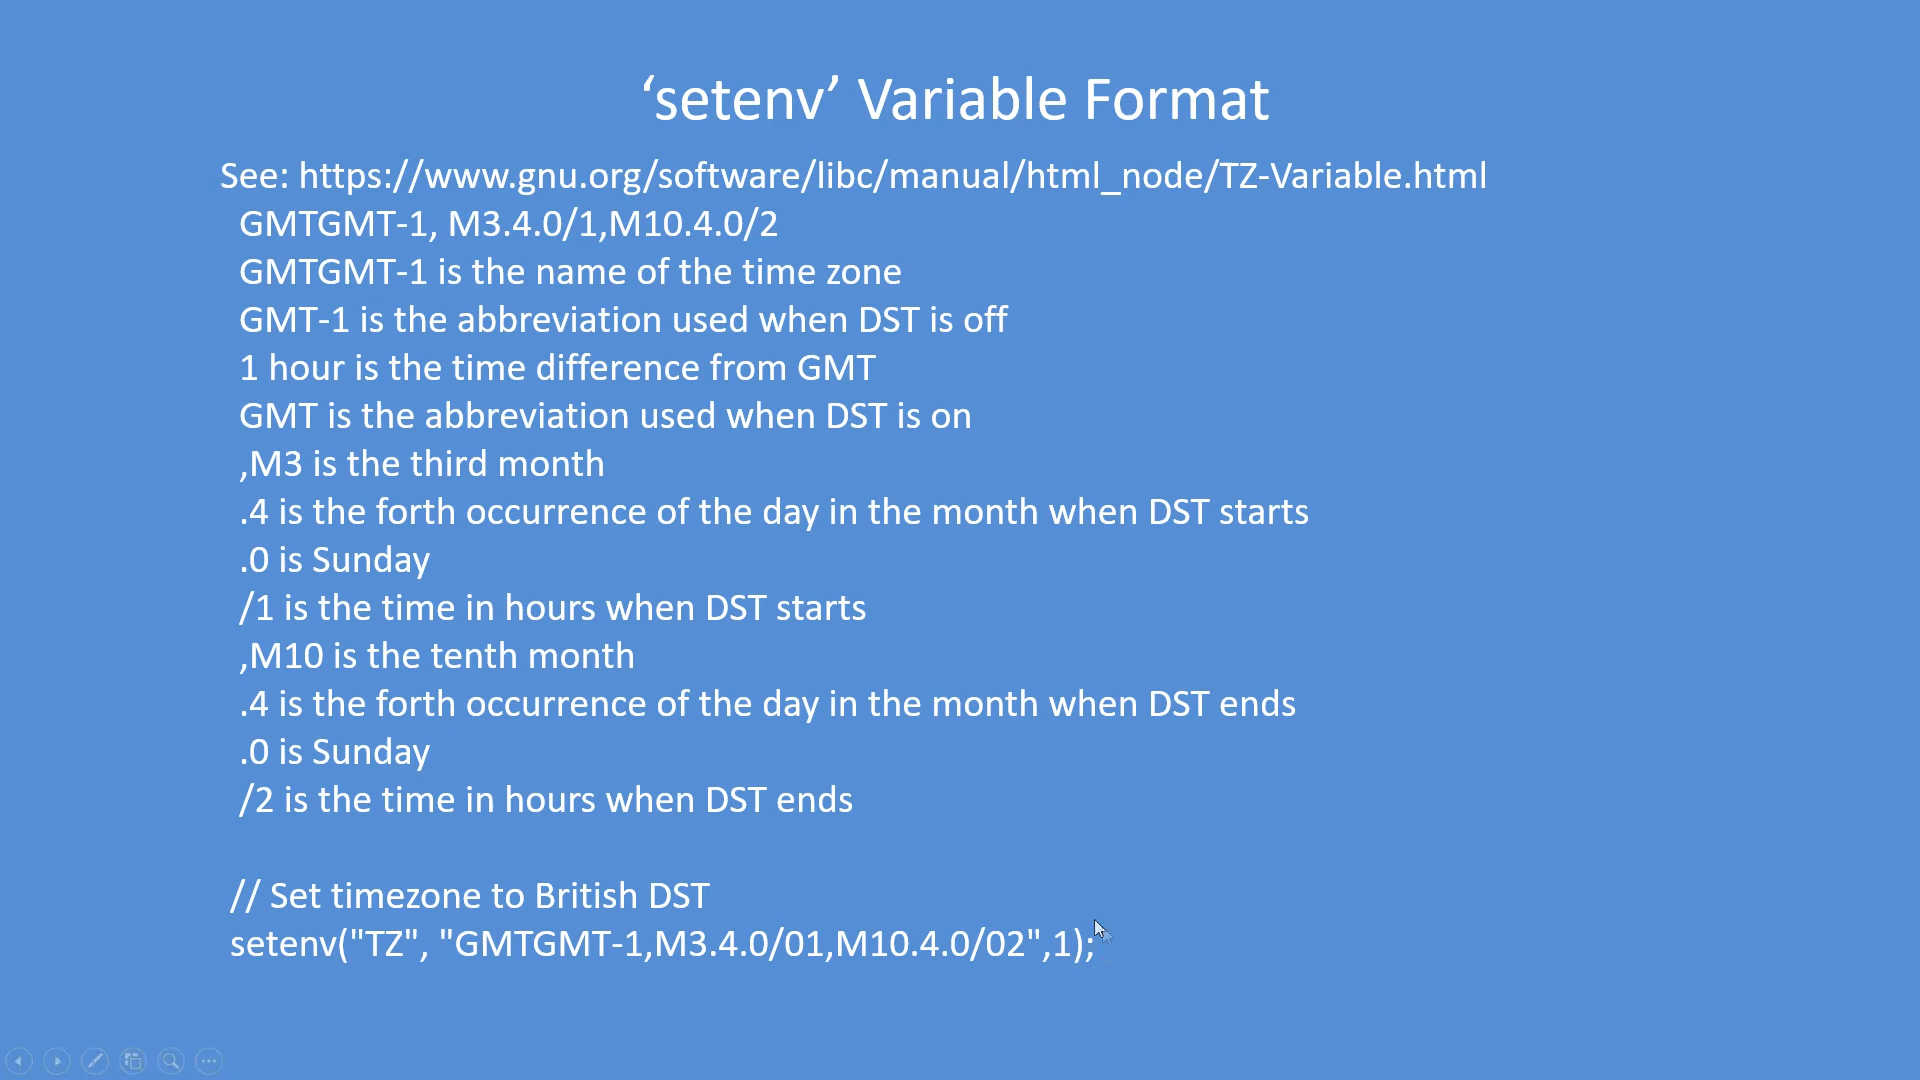 ‘setenv’ Variable Format
See: https://www.gnu.org/software/libc/manual/html_node/TZ-Variable.html
GMTGMT-1, M3.4.0/1,M10.4.0/2
GMTGMT-1 is the name of the time zone
GMT-1 is the abbreviation used when DST is off
1 hour is the time difference from GMT
GMT is the abbreviation used when DST is on
,M3 is the third month
.4 is the forth occurrence of the day in the month when DST starts
.0 is Sunday
/1 is the time in hours when DST starts
,M10 is the tenth month
.4 is the forth occurrence of the day in the month when DST ends
.0 is Sunday
/2 is the time in hours when DST ends
// Set timezone to British DST
setenv("TZ", "GMTGMT-1,M3.4.0/01,M10.4.0/02",1);